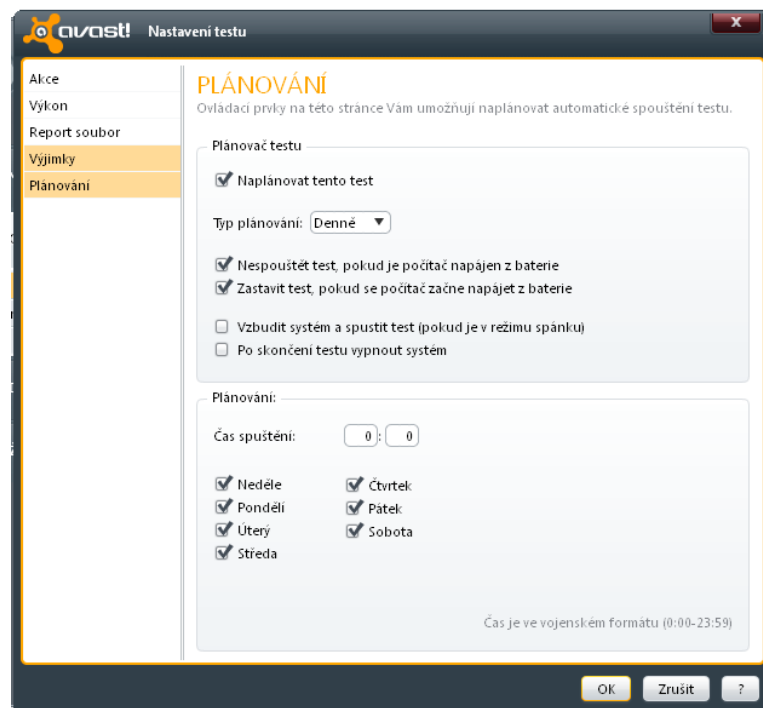 avast! Nastavení testu
x
Akce
Výkon
Report soubor
Výjimky
Plánování
PLÁNOVÁNÍ
Ovládací prvky na této stránce Vám umožňují naplánovat automatické spouštění testu.
Plánovač testu
Naplánovat tento test
Typ plánování: Denně
Nespouštět test, pokud je počítač napájen z baterie
Zastavit test, pokud se počítač začne napájet z baterie
Vzbudit systém a spustit test (pokud je v režimu spánku)
Po skončení testu vypnout systém
Plánování:
Čas spuštění: 0 : 0
Neděle Čtvrtek
Pondělí Pátek
Úterý Sobota
Středa
Čas je ve vojenském formátu (0:00-23:59)
OK Zrušit ?